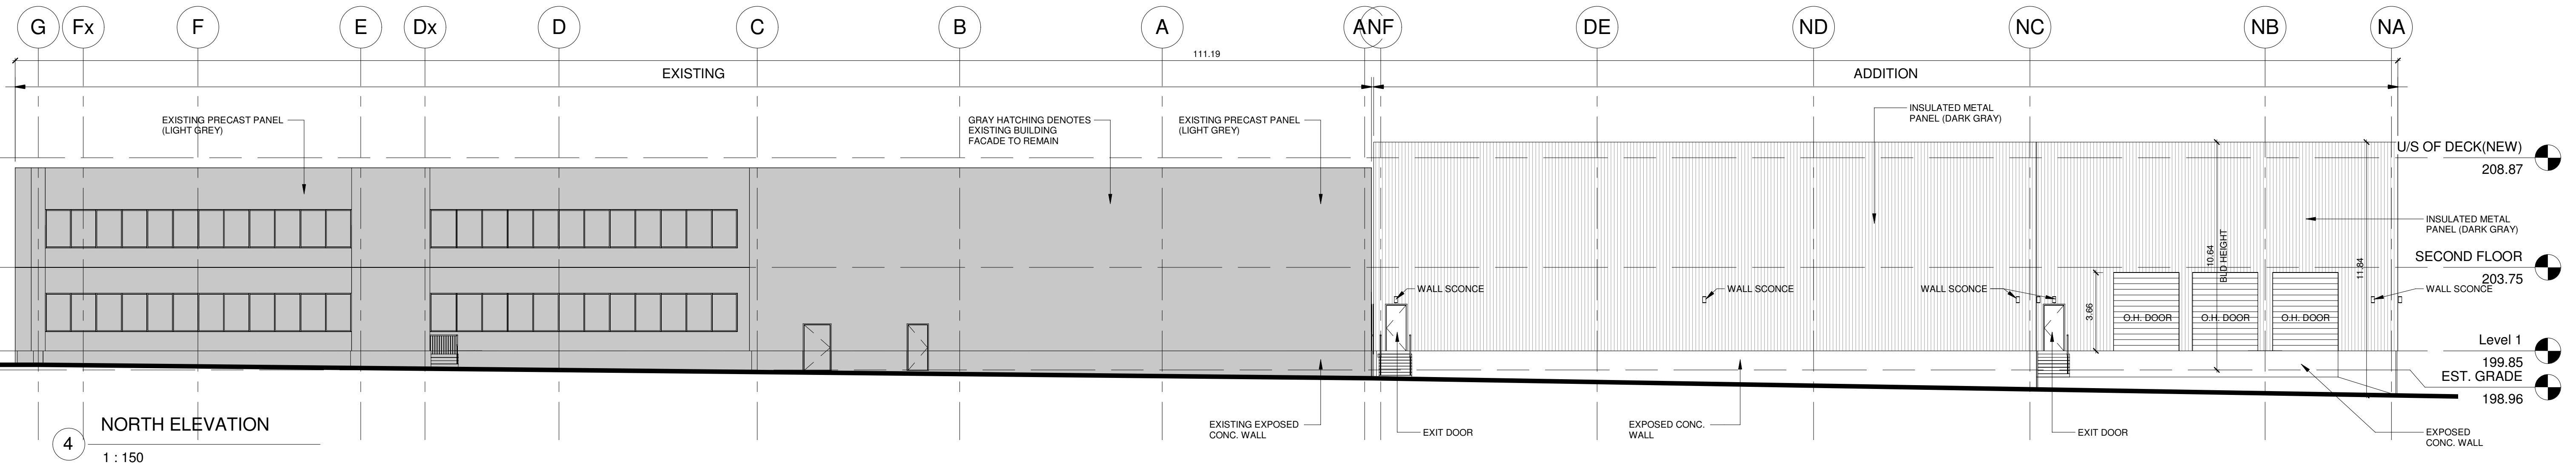 G Fx F E Dx D C B A A NF DE ND NC NB NA
111.19
EXISTING
ADDITION
EXISTING PRECAST PANEL
(LIGHT GREY)
GRAY HATCHING DENOTES
EXISTING BUILDING
FACADE TO REMAIN
EXISTING PRECAST PANEL
(LIGHT GREY)
INSULATED METAL
PANEL (DARK GRAY)
U/S OF DECK(NEW)
208.87
INSULATED METAL
PANEL (DARK GRAY)
10.64
BLD HEIGHT
11.84
SECOND FLOOR
203.75
WALL SCONCE
WALL SCONCE
WALL SCONCE
WALL SCONCE
3.66
O.H. DOOR
O.H. DOOR
O.H. DOOR
Level 1
199.85
EST. GRADE
198.96
EXISTING EXPOSED
CONC. WALL
EXIT DOOR
EXPOSED CONC.
WALL
EXIT DOOR
EXPOSED
CONC. WALL
4
NORTH ELEVATION
1 : 150